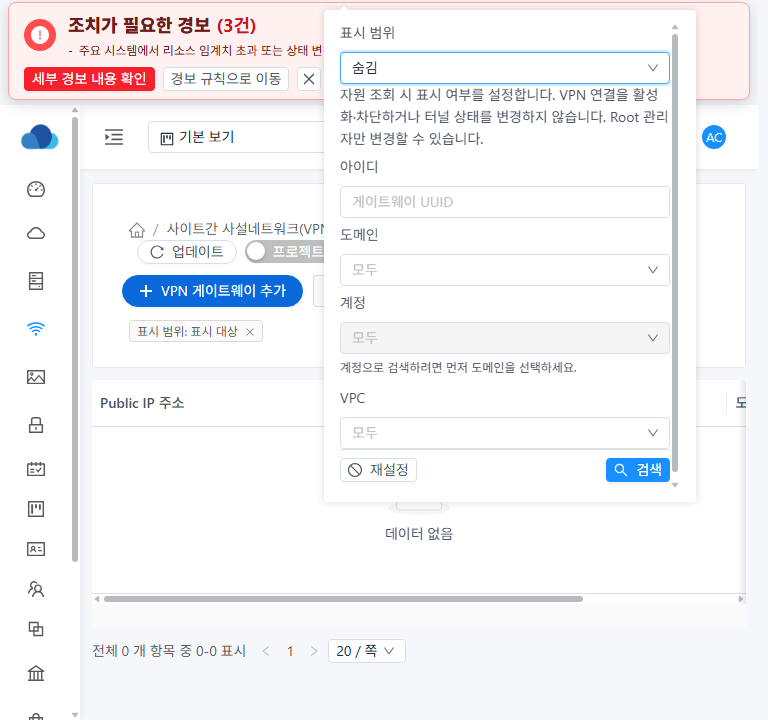 조치가 필요한 경보 (3건)
- 주요 시스템에서 리소스 임계치 초과 또는 상태 변
세부 경보 내용 확인
경보 규칙으로 이동
기본 보기
AC
/ 사이트간 사설네트워크(VPN
업데이트
프로젝트
VPN 게이트웨이 추가
표시 범위: 표시 대상
표시 범위
숨김
자원 조회 시 표시 여부를 설정합니다. VPN 연결을 활성
화·차단하거나 터널 상태를 변경하지 않습니다. Root 관리
자만 변경할 수 있습니다.
아이디
게이트웨이 UUID
도메인
모두
계정
모두
계정으로 검색하려면 먼저 도메인을 선택하세요.
VPC
모두
재설정
검색
Public IP 주소
데이터 없음
전체 0 개 항목 중 0-0 표시
1
20 / 쪽